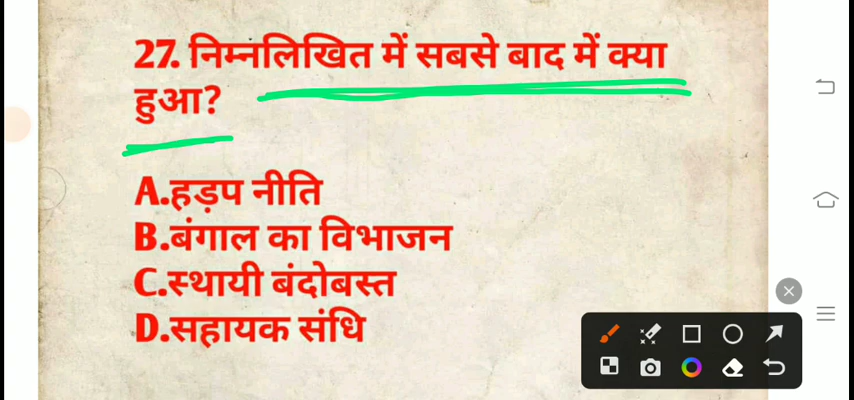 27. निम्नलिखित में सबसे बाद में क्या
हुआ?
A.हड़प नीति
B.बंगाल का विभाजन
C.स्थायी बंदोबस्त
D.सहायक संधि